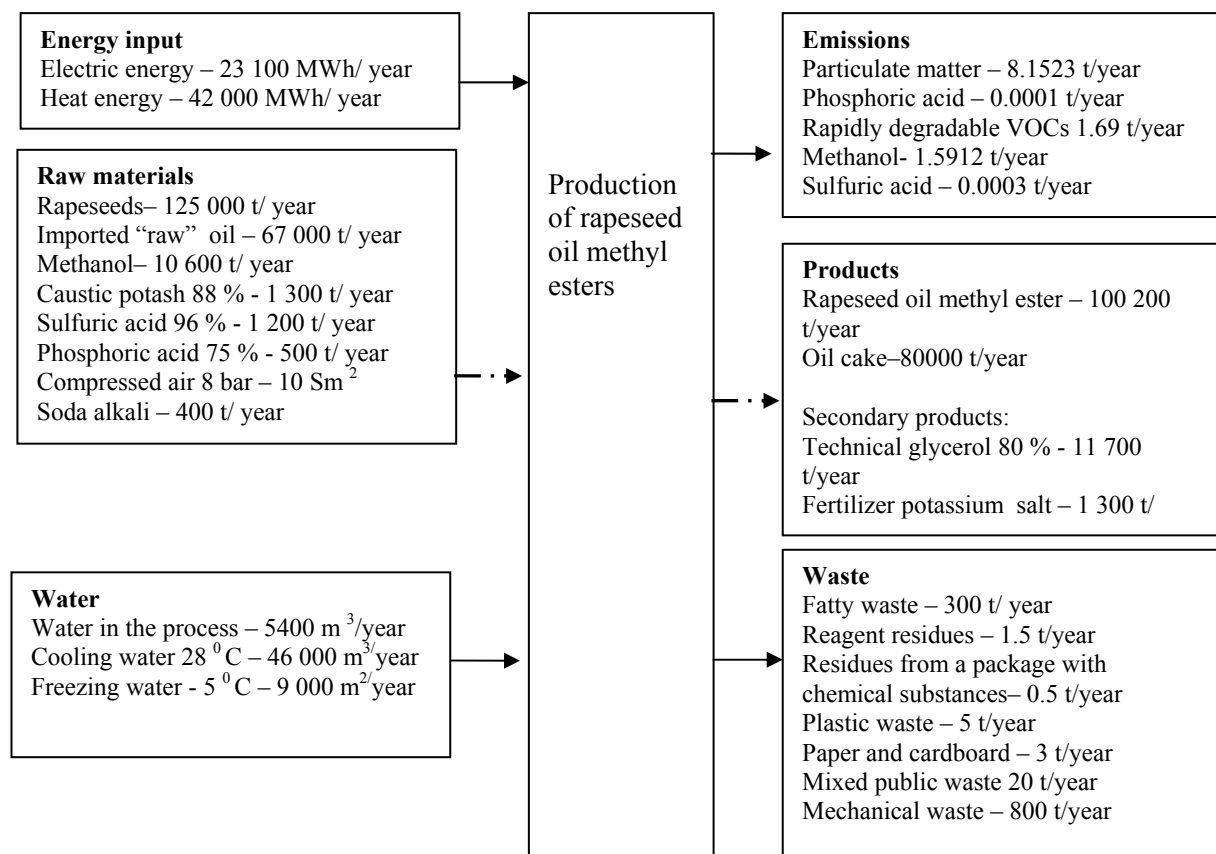 Energy input
Electric energy – 23 100 MWh/ year
Heat energy – 42 000 MWh/ year
Raw materials
Rapeseeds– 125 000 t/ year
Imported “raw” oil – 67 000 t/ year
Methanol– 10 600 t/ year
Caustic potash 88 % - 1 300 t/ year
Sulfuric acid 96 % - 1 200 t/ year
Phosphoric acid 75 % - 500 t/ year
Compressed air 8 bar – 10 Sm 2
Soda alkali – 400 t/ year
Water
Water in the process – 5400 m 3/year
Cooling water 28 0 C – 46 000 m3/year
Freezing water - 5 0 C – 9 000 m2/year
Production
of rapeseed
oil methyl
esters
Emissions
Particulate matter – 8.1523 t/year
Phosphoric acid – 0.0001 t/year
Rapidly degradable VOCs 1.69 t/year
Methanol- 1.5912 t/year
Sulfuric acid – 0.0003 t/year
Products
Rapeseed oil methyl ester – 100 200
t/year
Oil cake–80000 t/year
Secondary products:
Technical glycerol 80 % - 11 700
t/year
Fertilizer potassium salt – 1 300 t/
Waste
Fatty waste – 300 t/ year
Reagent residues – 1.5 t/year
Residues from a package with
chemical substances– 0.5 t/year
Plastic waste – 5 t/year
Paper and cardboard – 3 t/year
Mixed public waste 20 t/year
Mechanical waste – 800 t/year